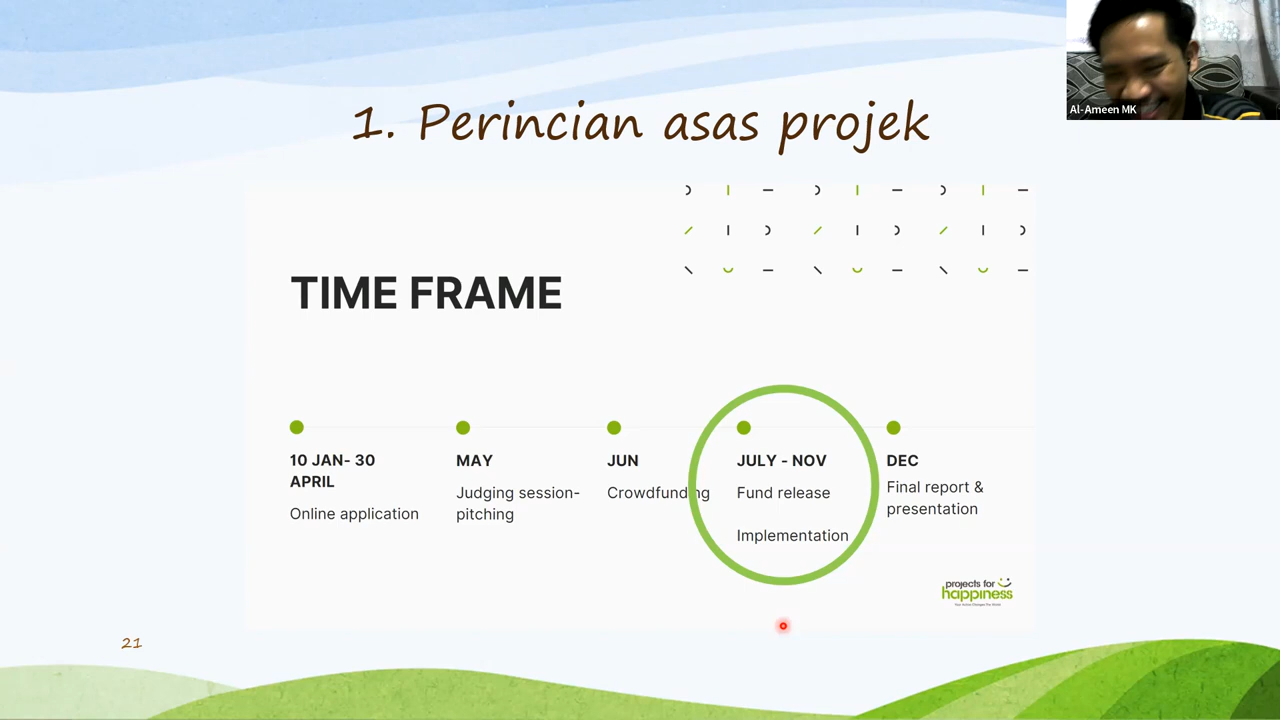 1. Perincian asas projek
Al-Ameen MK
TIME FRAME
10 JAN- 30
APRIL
Online application
MAY
Judging session-
pitching
JUN
Crowdfunding
JULY - NOV
Fund release
Implementation
DEC
Final report &
presentation
projects for
happiness
21